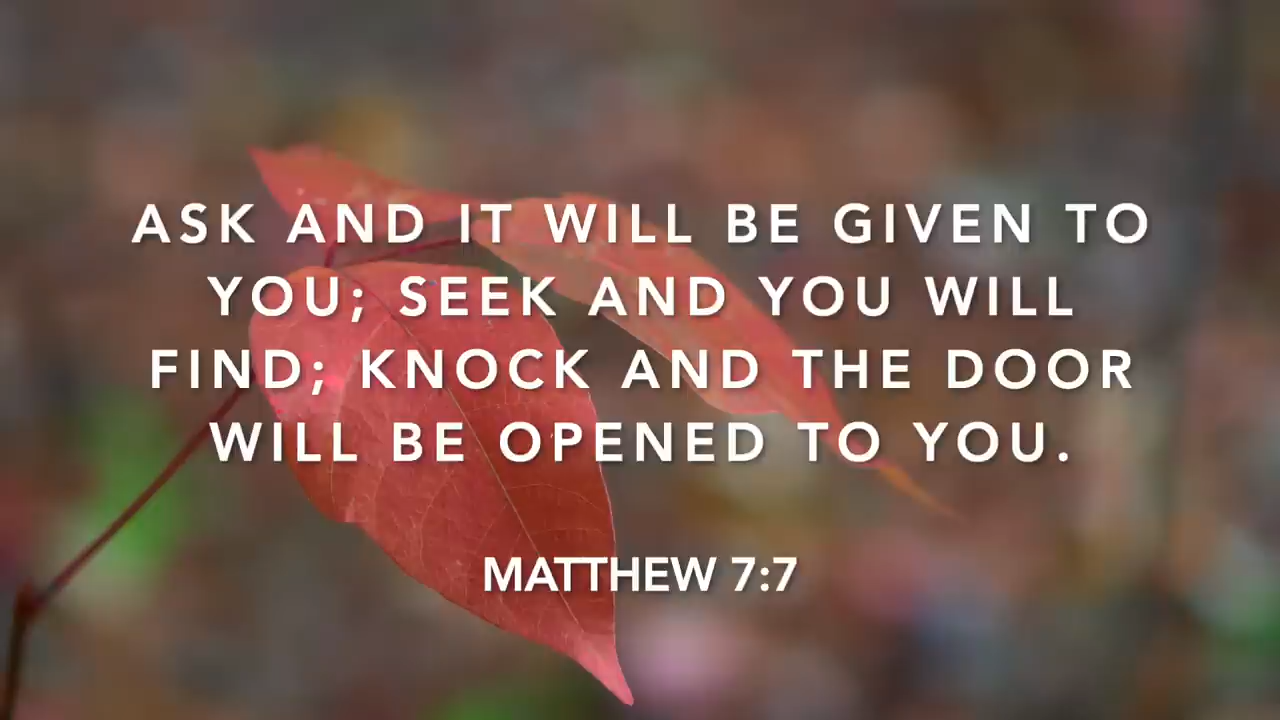 ASK AND IT WILL BE GIVEN TO
YOU; SEEK AND YOU WILL
FIND; KNOCK AND THE DOOR
WILL BE OPENED TO YOU.
MATTHEW 7:7